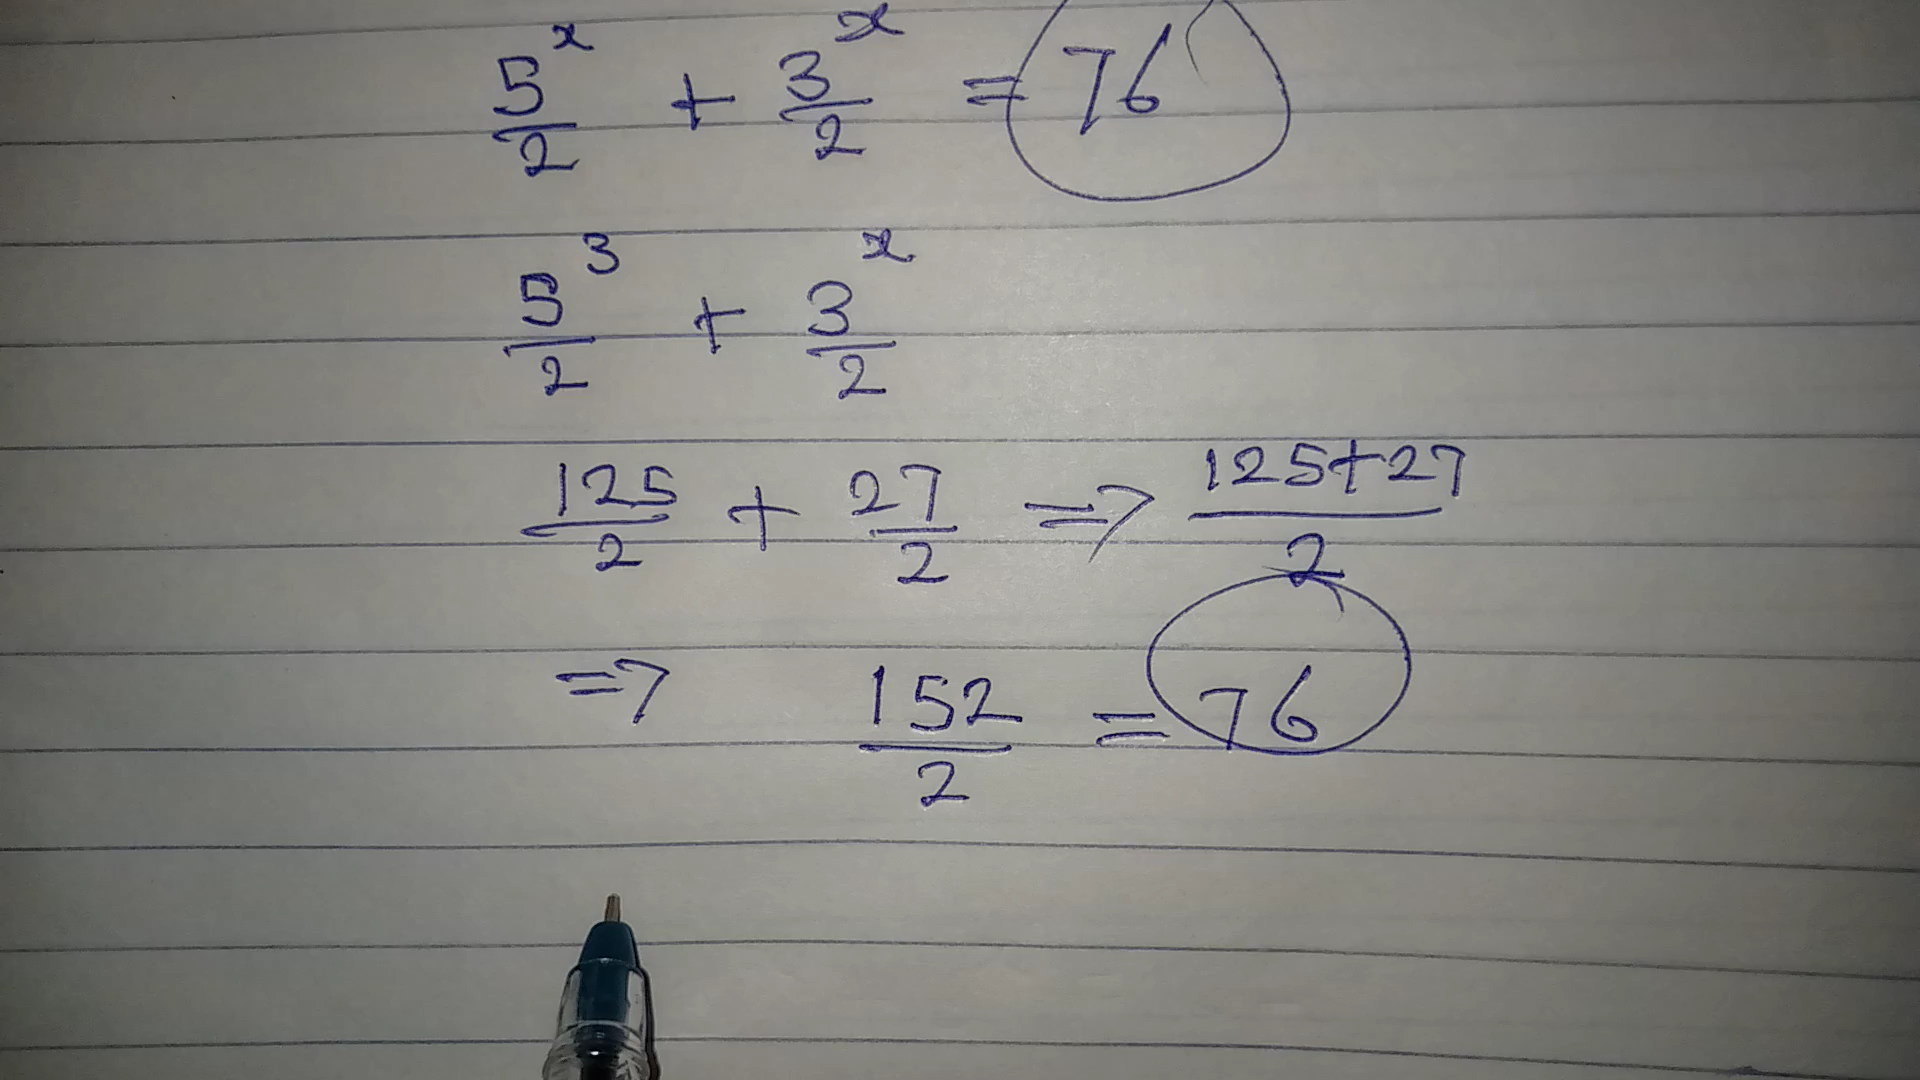 5^x/2 + 3^x/2 = 76
5^3/2 + 3^x/2
125/2 + 27/2 => 125+27/2
=> 152/2 = 76